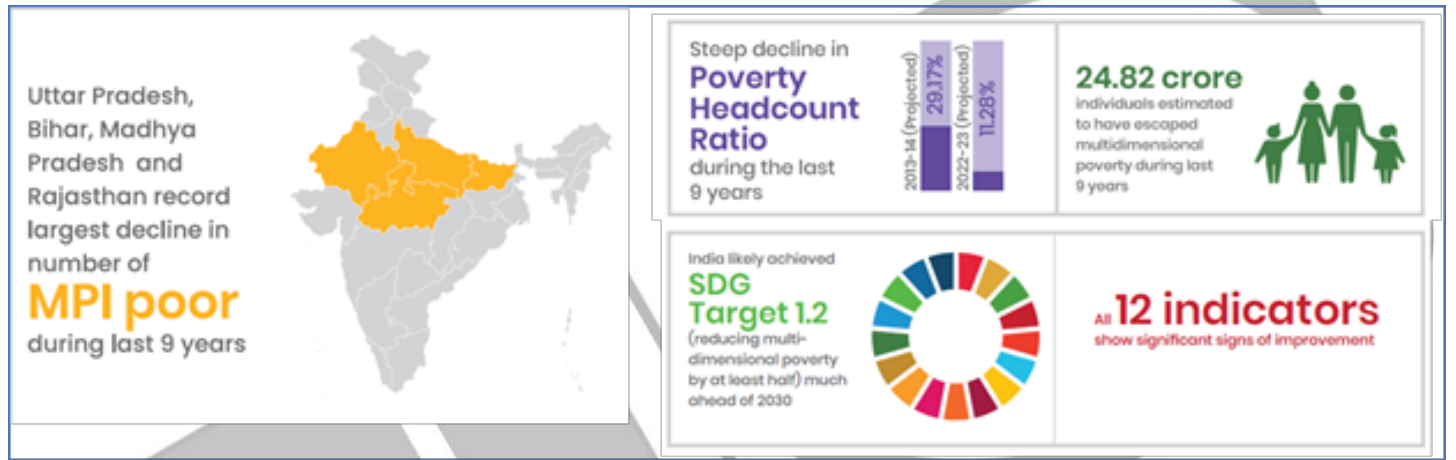 Uttar Pradesh,
Bihar, Madhya
Pradesh and
Rajasthan record
largest decline in
number of
MPI poor
during last 9 years
Steep decline in
Poverty
Headcount
Ratio
during the last
9 years
2013-14 (Projected)
29.17%
2022-23 (Projected)
11.28%
24.82 crore
individuals estimated
to have escaped
multidimensional
poverty during last
9 years
India likely achieved
SDG
Target 1.2
(reducing multi-
dimensional poverty
by at least half) much
ahead of 2030
All 12 indicators
show significant signs of improvement